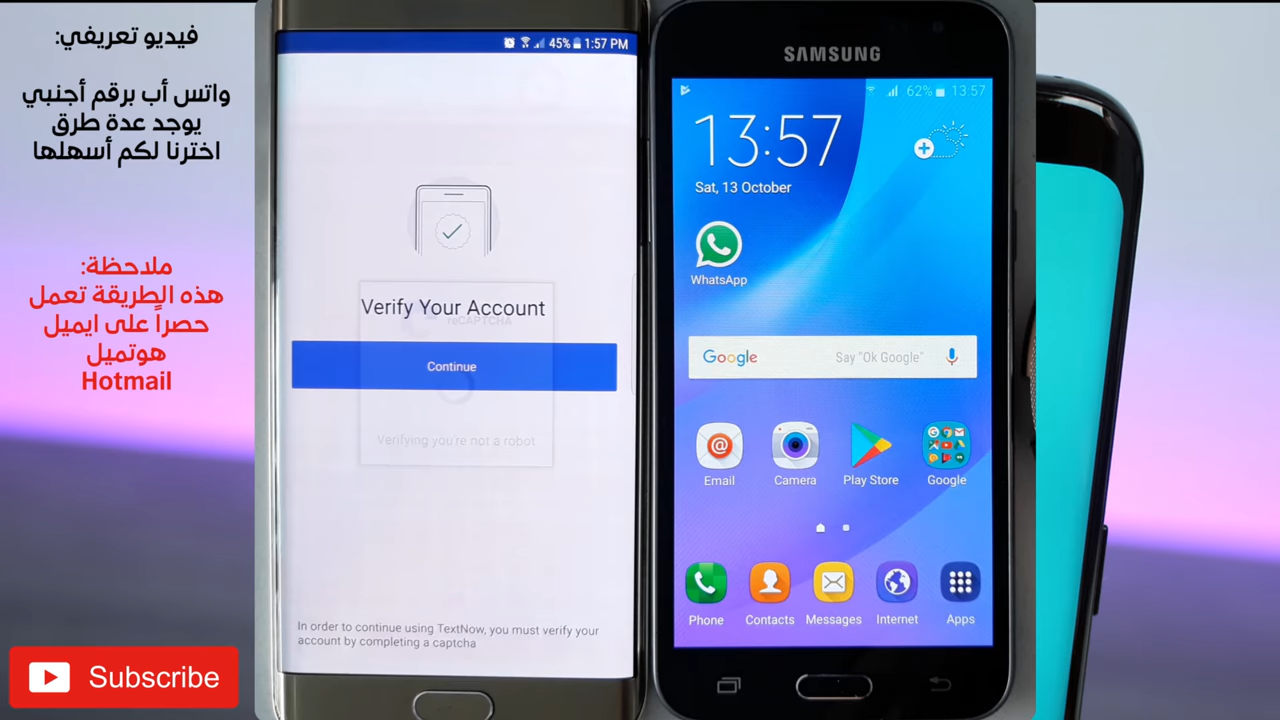 فيديو تعريفي:
واتس أب برقم أجنبي
يوجد عدة طرق
اخترنا لكم أسهلها
ملاحظة:
هذه الطريقة تعمل
حصراً على ايميل
هوتميل
Hotmail
Subscribe
45% 1:57 PM
Verify Your Account
reCAPTCHA
Continue
Verifying you're not a robot
In order to continue using TextNow, you must verify your
account by completing a captcha
SAMSUNG
62% 13:57
13:57
Sat, 13 October
WhatsApp
Google Say "Ok Google"
Email Camera Play Store Google
Phone Contacts Messages Internet Apps